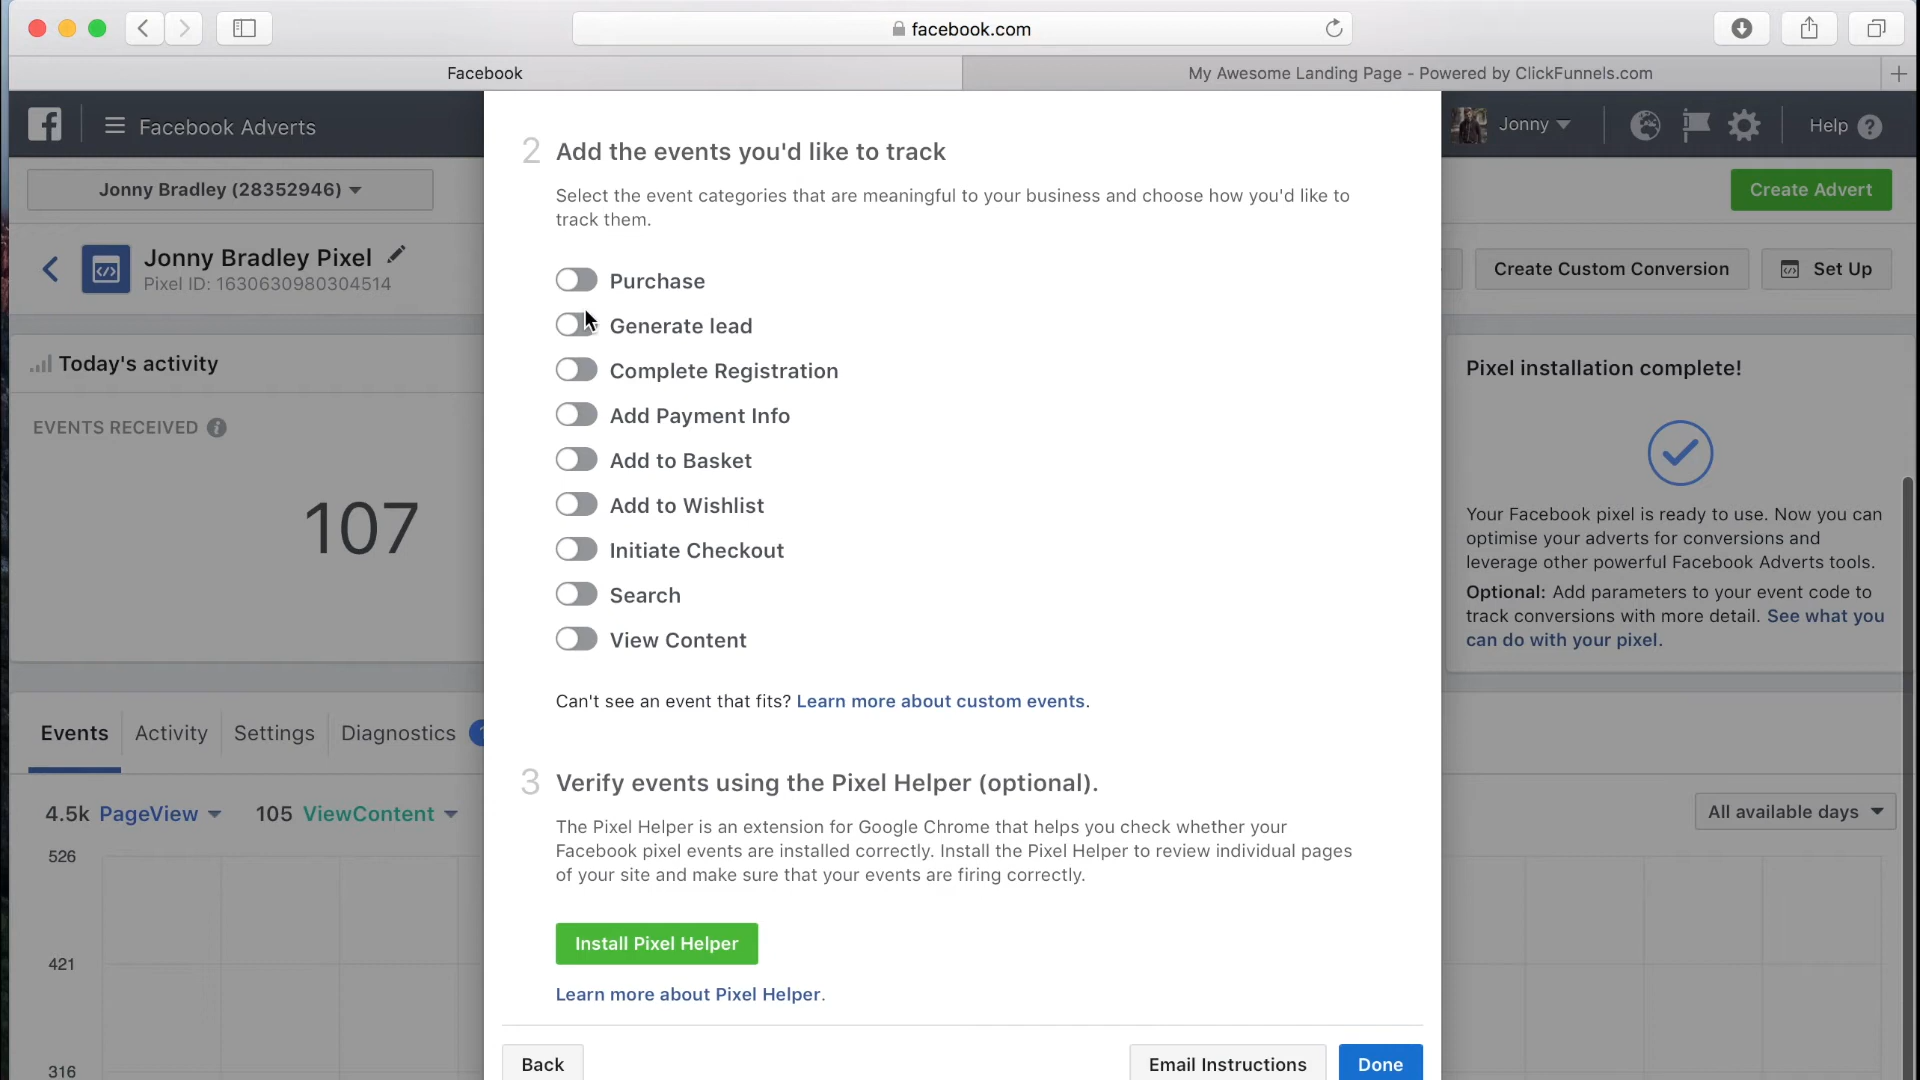 facebook.com
Facebook
My Awesome Landing Page - Powered by ClickFunnels.com
Facebook Adverts
Jonny
Help
Jonny Bradley (28352946)
Create Advert
Jonny Bradley Pixel
Pixel ID: 1630630980304514
Create Custom Conversion
Set Up
Today's activity
EVENTS RECEIVED
107
2 Add the events you'd like to track
Select the event categories that are meaningful to your business and choose how you'd like to
track them.
Purchase
Generate lead
Complete Registration
Add Payment Info
Add to Basket
Add to Wishlist
Initiate Checkout
Search
View Content
Can't see an event that fits? Learn more about custom events.
3 Verify events using the Pixel Helper (optional).
The Pixel Helper is an extension for Google Chrome that helps you check whether your
Facebook pixel events are installed correctly. Install the Pixel Helper to review individual pages
of your site and make sure that your events are firing correctly.
Install Pixel Helper
Learn more about Pixel Helper.
Back
Email Instructions
Done
Pixel installation complete!
Your Facebook pixel is ready to use. Now you can
optimise your adverts for conversions and
leverage other powerful Facebook Adverts tools.
Optional: Add parameters to your event code to
track conversions with more detail. See what you
can do with your pixel.
Events
Activity
Settings
Diagnostics
4.5k PageView
105 ViewContent
All available days
526
421
316